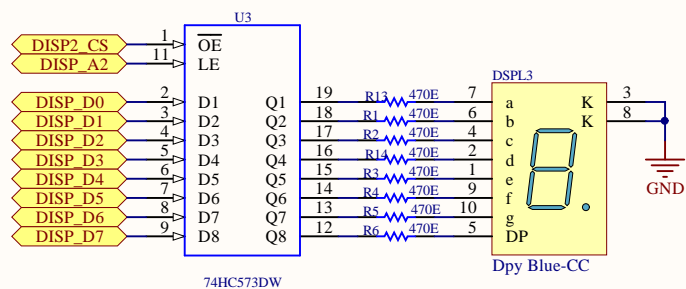 U3
DISP2_CS 1 OE
DISP_A2 11 LE
DSPL3
DISP_D0 2 D1 Q1 19 R13 470E 7 a K 3
DISP_D1 3 D2 Q2 18 R1 470E 6 b K 8
DISP_D2 4 D3 Q3 17 R2 470E 4 c
DISP_D3 5 D4 Q4 16 R14 470E 2 d
DISP_D4 6 D5 Q5 15 R3 470E 1 e
DISP_D5 7 D6 Q6 14 R4 470E 9 f
DISP_D6 8 D7 Q7 13 R5 470E 10 g
DISP_D7 9 D8 Q8 12 R6 470E 5 DP
GND
8.
Dpy Blue-CC
74HC573DW